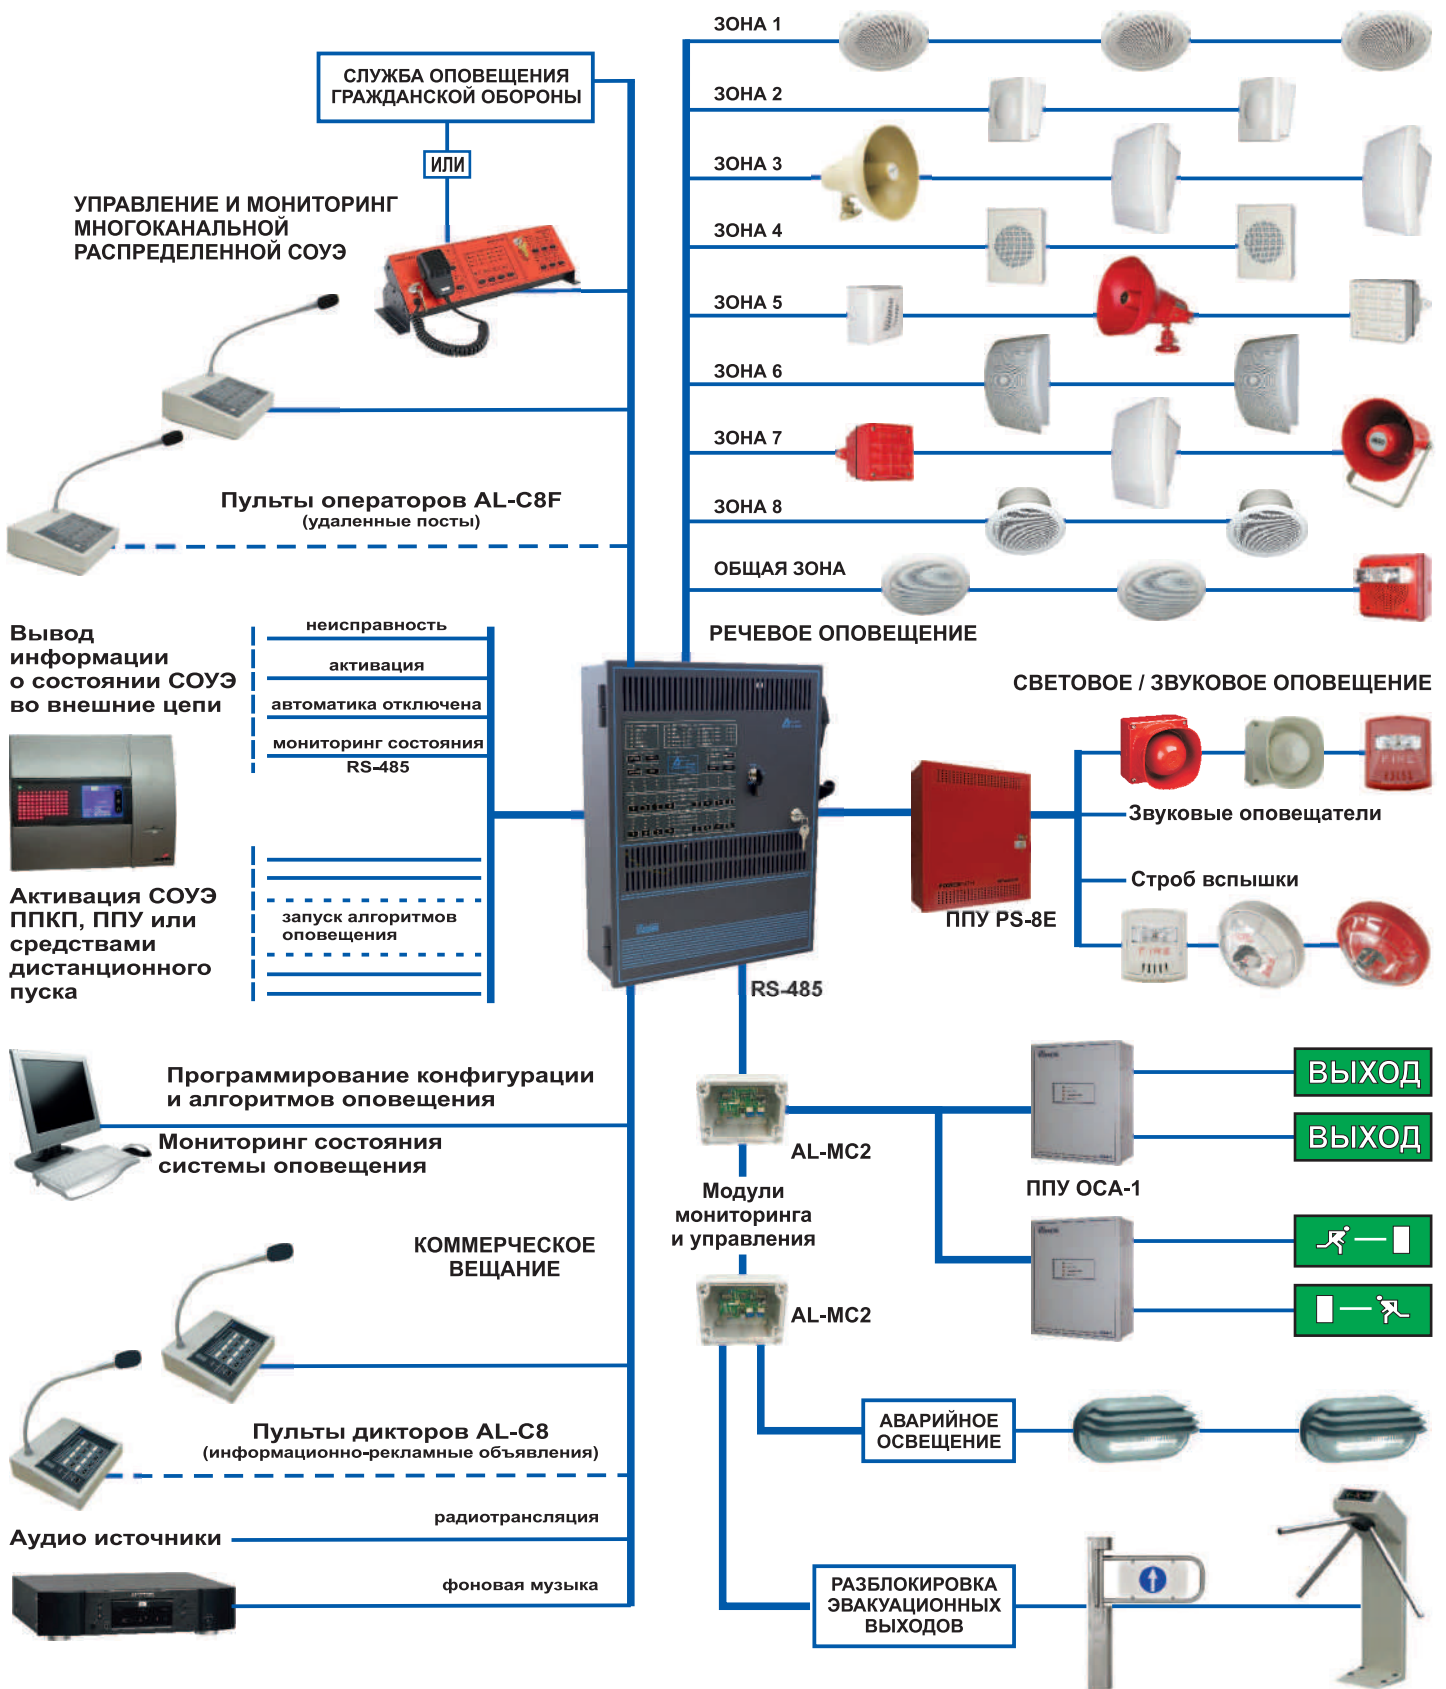 СЛУЖБА ОПОВЕЩЕНИЯ
ГРАЖДАНСКОЙ ОБОРОНЫ
ИЛИ
УПРАВЛЕНИЕ И МОНИТОРИНГ
МНОГОКАНАЛЬНОЙ
РАСПРЕДЕЛЕННОЙ СОУЭ
Пульты операторов AL-C8F
(удаленные посты)
ЗОНА 1
ЗОНА 2
ЗОНА 3
ЗОНА 4
ЗОНА 5
ЗОНА 6
ЗОНА 7
ЗОНА 8
ОБЩАЯ ЗОНА
РЕЧЕВОЕ ОПОВЕЩЕНИЕ
Вывод
информации
о состоянии СОУЭ
во внешние цепи
неисправность
активация
автоматика отключена
мониторинг состояния
RS-485
Активация СОУЭ
ППКП, ППУ или
средствами
дистанционного
пуска
запуск алгоритмов
оповещения
СВЕТОВОЕ / ЗВУКОВОЕ ОПОВЕЩЕНИЕ
FIRE
Звуковые оповещатели
Строб вспышки
FIRE
ППУ PS-8E
RS-485
Программирование конфигурации
и алгоритмов оповещения
Мониторинг состояния
системы оповещения
AL-MC2
Модули
мониторинга
и управления
AL-MC2
ППУ ОСА-1
ВЫХОД
ВЫХОД
КОММЕРЧЕСКОЕ
ВЕЩАНИЕ
Пульты дикторов AL-C8
(информационно-рекламные объявления)
Аудио источники
радиотрансляция
фоновая музыка
АВАРИЙНОЕ
ОСВЕЩЕНИЕ
РАЗБЛОКИРОВКА
ЭВАКУАЦИОННЫХ
ВЫХОДОВ